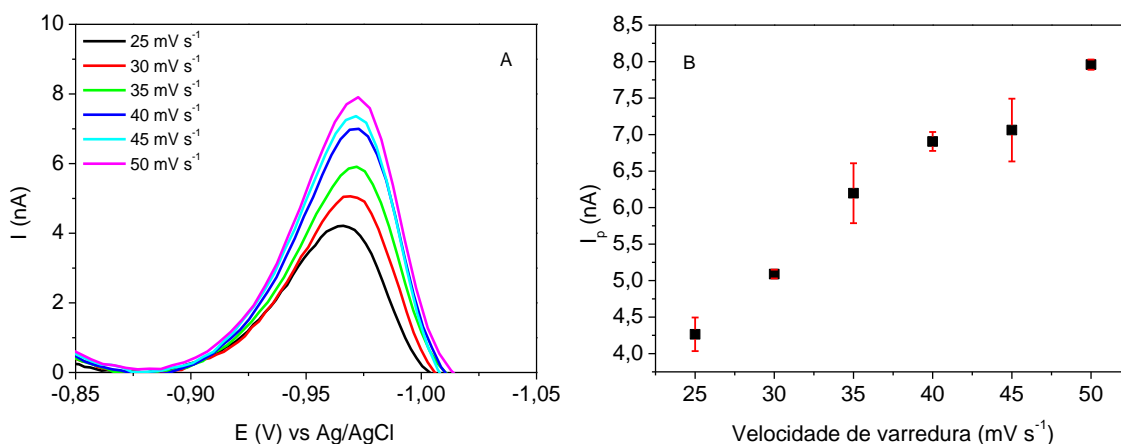 10
8
6
4
2
0
I (nA)
25 mV s⁻¹
30 mV s⁻¹
35 mV s⁻¹
40 mV s⁻¹
45 mV s⁻¹
50 mV s⁻¹
A
-0,85 -0,90 -0,95 -1,00 -1,05
E (V) vs Ag/AgCl
8,5
8,0
7,5
7,0
6,5
6,0
5,5
5,0
4,5
4,0
Iₚ (nA)
B
25 30 35 40 45 50
Velocidade de varredura (mV s⁻¹)